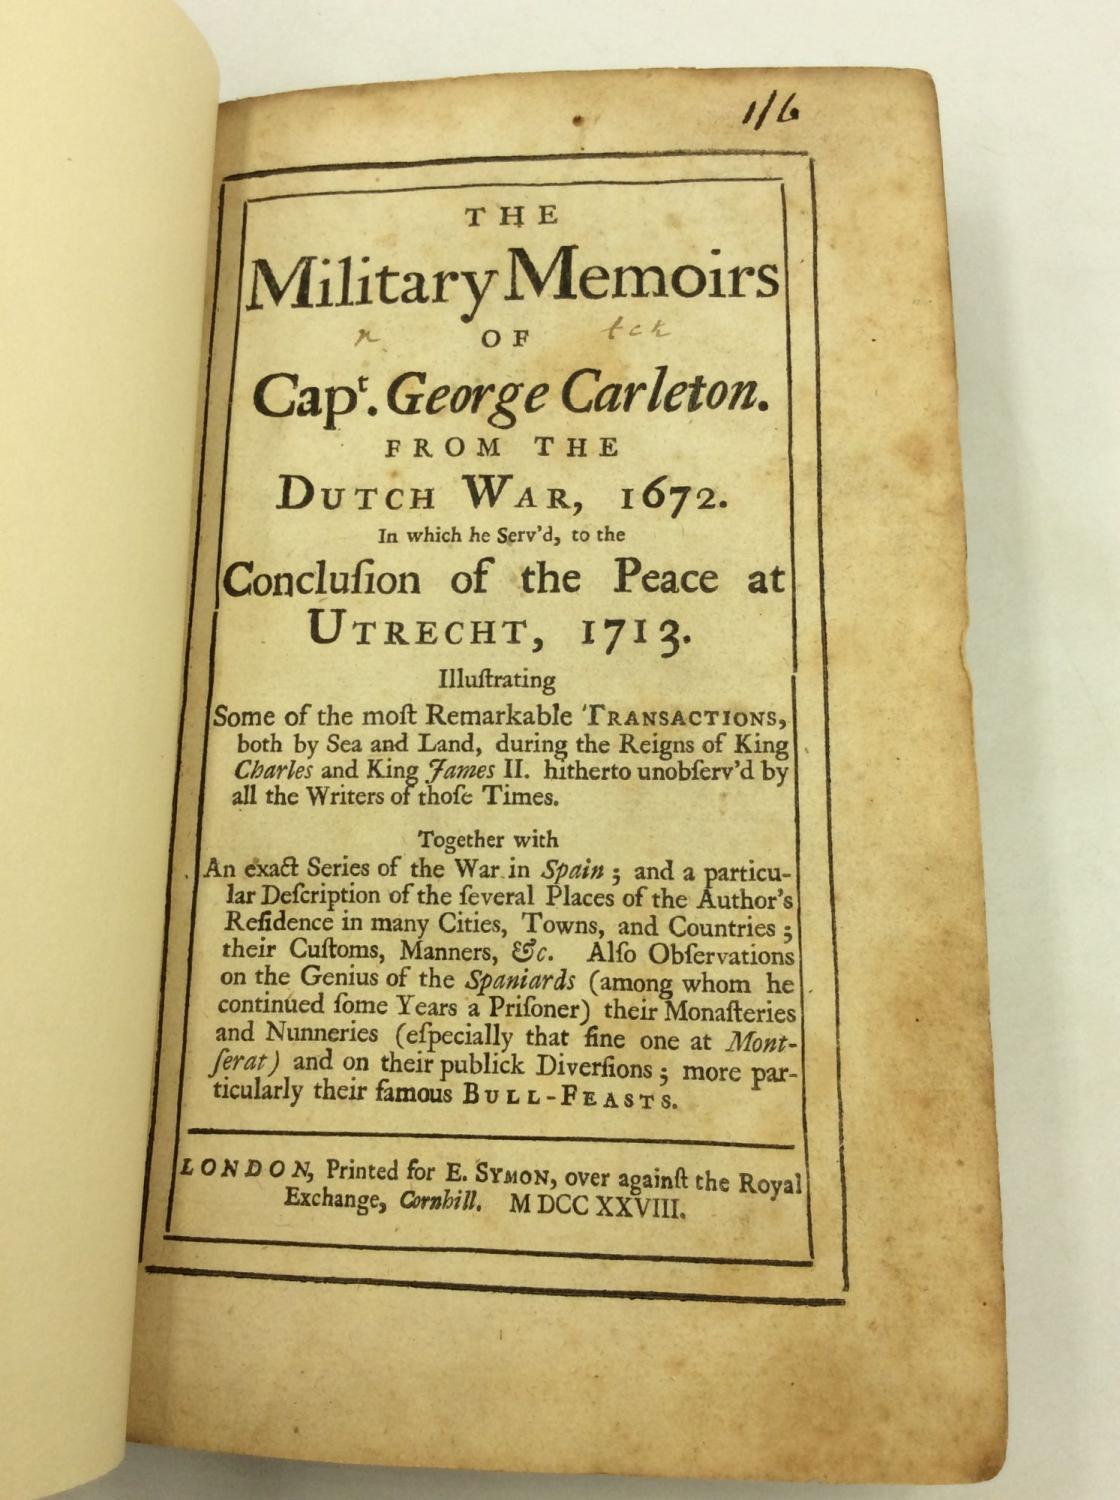 1/6
THE
Military Memoirs
OF
Capᵗ. George Carleton.
FROM THE
DUTCH WAR, 1672.
In which he Serv'd, to the
Concluſion of the Peace at
UTRECHT, 1713.
Illuſtrating
Some of the moſt Remarkable TRANSACTIONS,
both by Sea and Land, during the Reigns of King
Charles and King James II. hitherto unobſerv'd by
all the Writers of thoſe Times.
Together with
An exact Series of the War in Spain; and a particu-
lar Deſcription of the ſeveral Places of the Author's
Reſidence in many Cities, Towns, and Countries;
their Cuſtoms, Manners, &c. Alſo Obſervations
on the Genius of the Spaniards (among whom he
continued ſome Years a Priſoner) their Monaſteries
and Nunneries (eſpecially that fine one at Mont-
ſerat) and on their publick Diverſions; more par-
ticularly their famous BULL-FEASTS.
LONDON, Printed for E. SYMON, over againſt the Royal
Exchange, Cornhill. MDCCXXVIII.